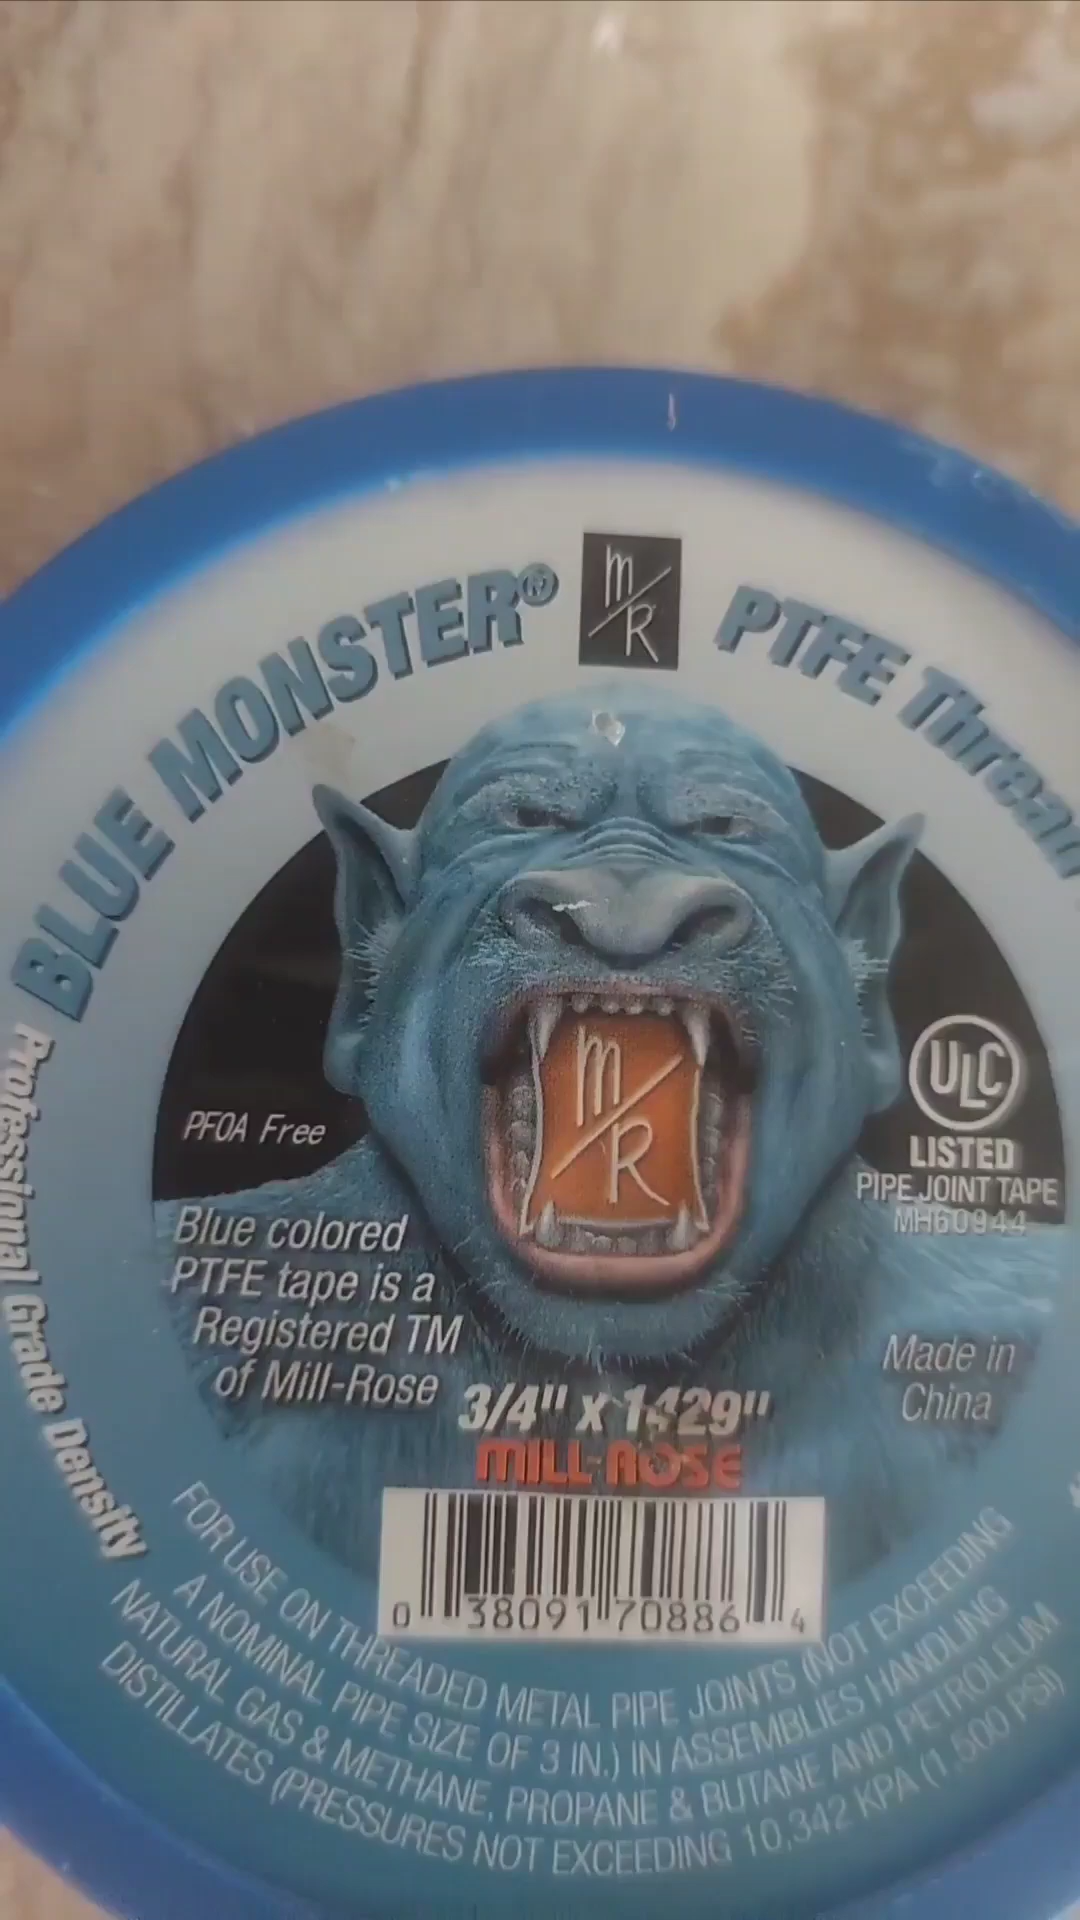 BLUE MONSTER®
m/R
PTFE Thread
m/R
ULC
LISTED
PIPE JOINT TAPE
MH60944
PFOA Free
Professional Grade Density
Blue colored
PTFE tape is a
Registered TM
of Mill-Rose
Made in
China
3/4" x 1429"
MILL-ROSE
0 38091 70886 4
FOR USE ON THREADED METAL PIPE JOINTS (NOT EXCEEDING
A NOMINAL PIPE SIZE OF 3 IN.) IN ASSEMBLIES HANDLING
NATURAL GAS & METHANE, PROPANE & BUTANE AND PETROLEUM
DISTILLATES (PRESSURES NOT EXCEEDING 10,342 KPA (1,500 PSI)